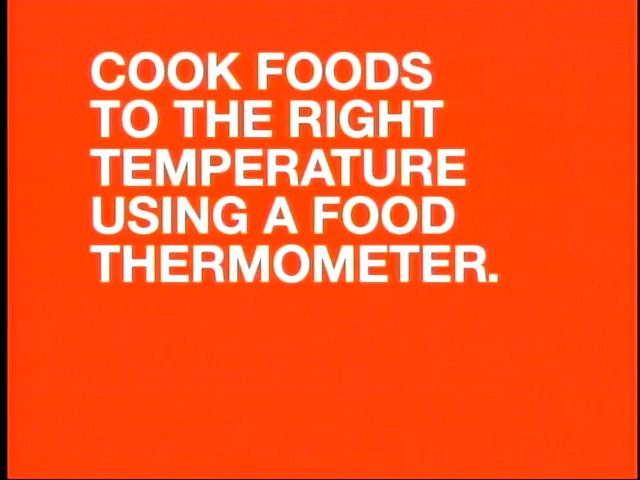 COOK FOODS
TO THE RIGHT
TEMPERATURE
USING A FOOD
THERMOMETER.